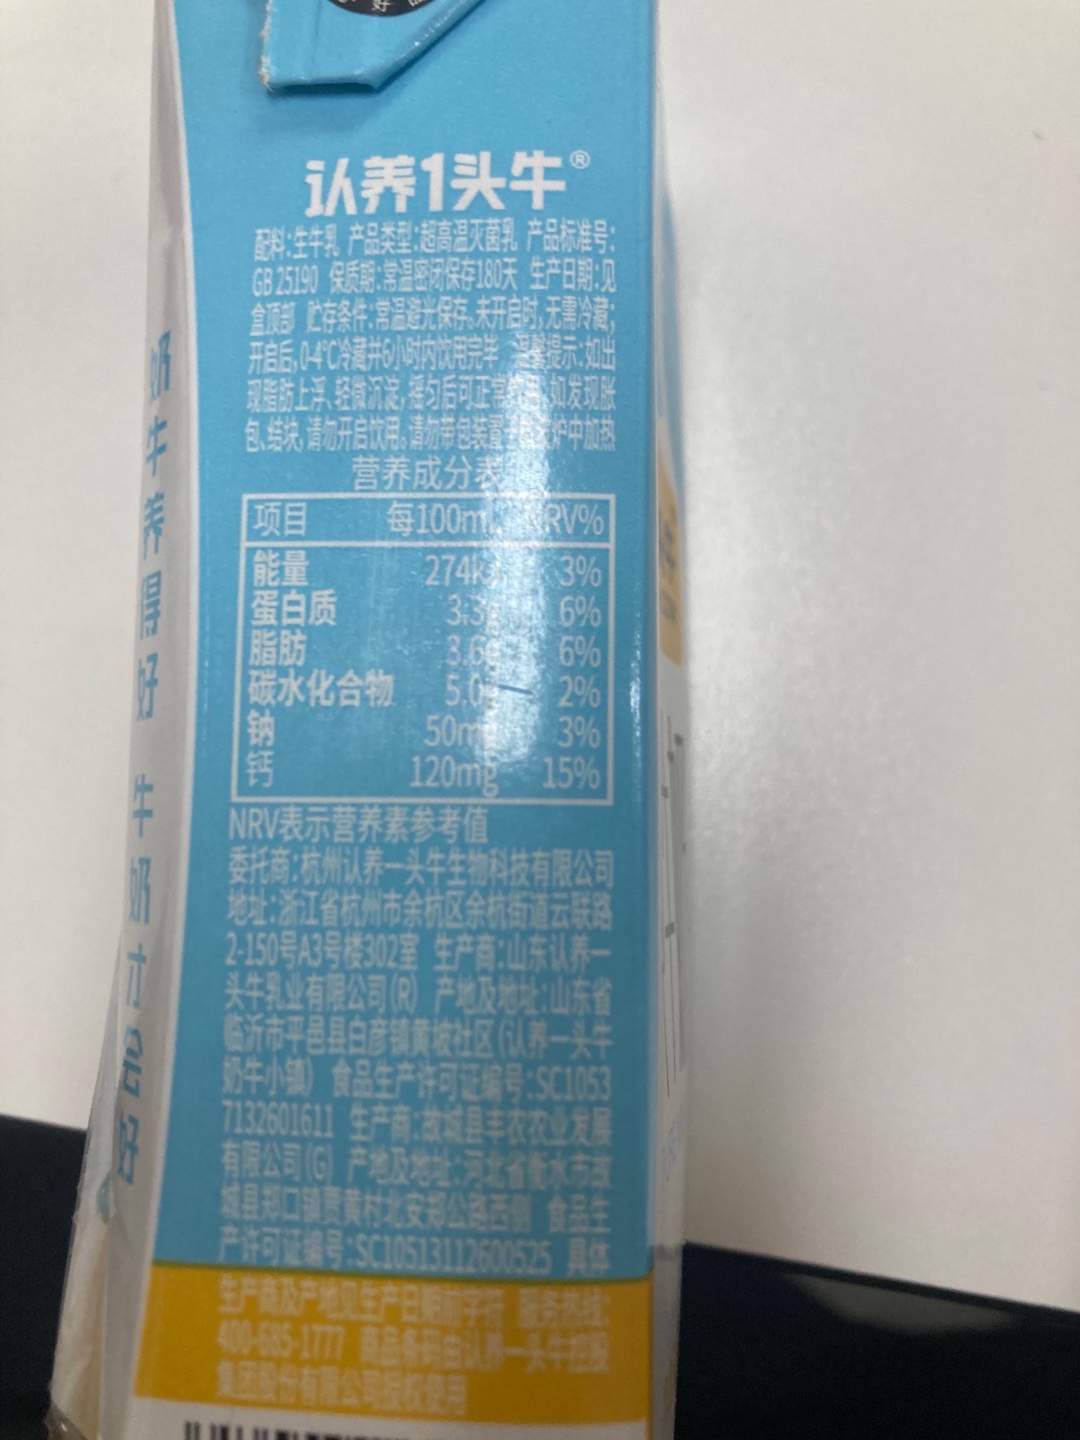 好
认养1头牛®
配料:生牛乳 产品类型:超高温灭菌乳 产品标准号:
GB 25190 保质期:常温密闭保存180天 生产日期:见
盒顶部 贮存条件:常温避光保存。未开启时,无需冷藏;
开启后,0-4℃冷藏并6小时内饮用完毕 提示:如出
现脂肪上浮、轻微沉淀,摇匀后可正常 如发现胀
包、结块,请勿开启饮用。请勿带包装置 炉中加热
营养成分表
项目 每100m NRV%
能量 274k 3%
蛋白质 3.3g 6%
脂肪 3.6g 6%
碳水化合物 5.0 2%
钠 50m 3%
钙 120mg 15%
NRV表示营养素参考值
委托商:杭州认养一头牛生物科技有限公司
地址:浙江省杭州市余杭区余杭街道云联路
2-150号A3号楼302室 生产商:山东认养一
头牛乳业有限公司(R) 产地及地址:山东省
临沂市平邑县白彦镇黄坡社区(认养一头牛
奶牛小镇) 食品生产许可证编号:SC1053
7132601611 生产商:故城县丰农农业发展
有限公司(G) 产地及地址:河北省衡水市故
城县郑口镇贾黄村北安郑公路西侧 食品生
产许可证编号:SC10513112600525 具体
生产商及产地见生产日期前字符 服务热线:
400-685-1777 商品条码由认养一头牛控股
集团股份有限公司授权使用
奶牛养得好 牛奶才会好